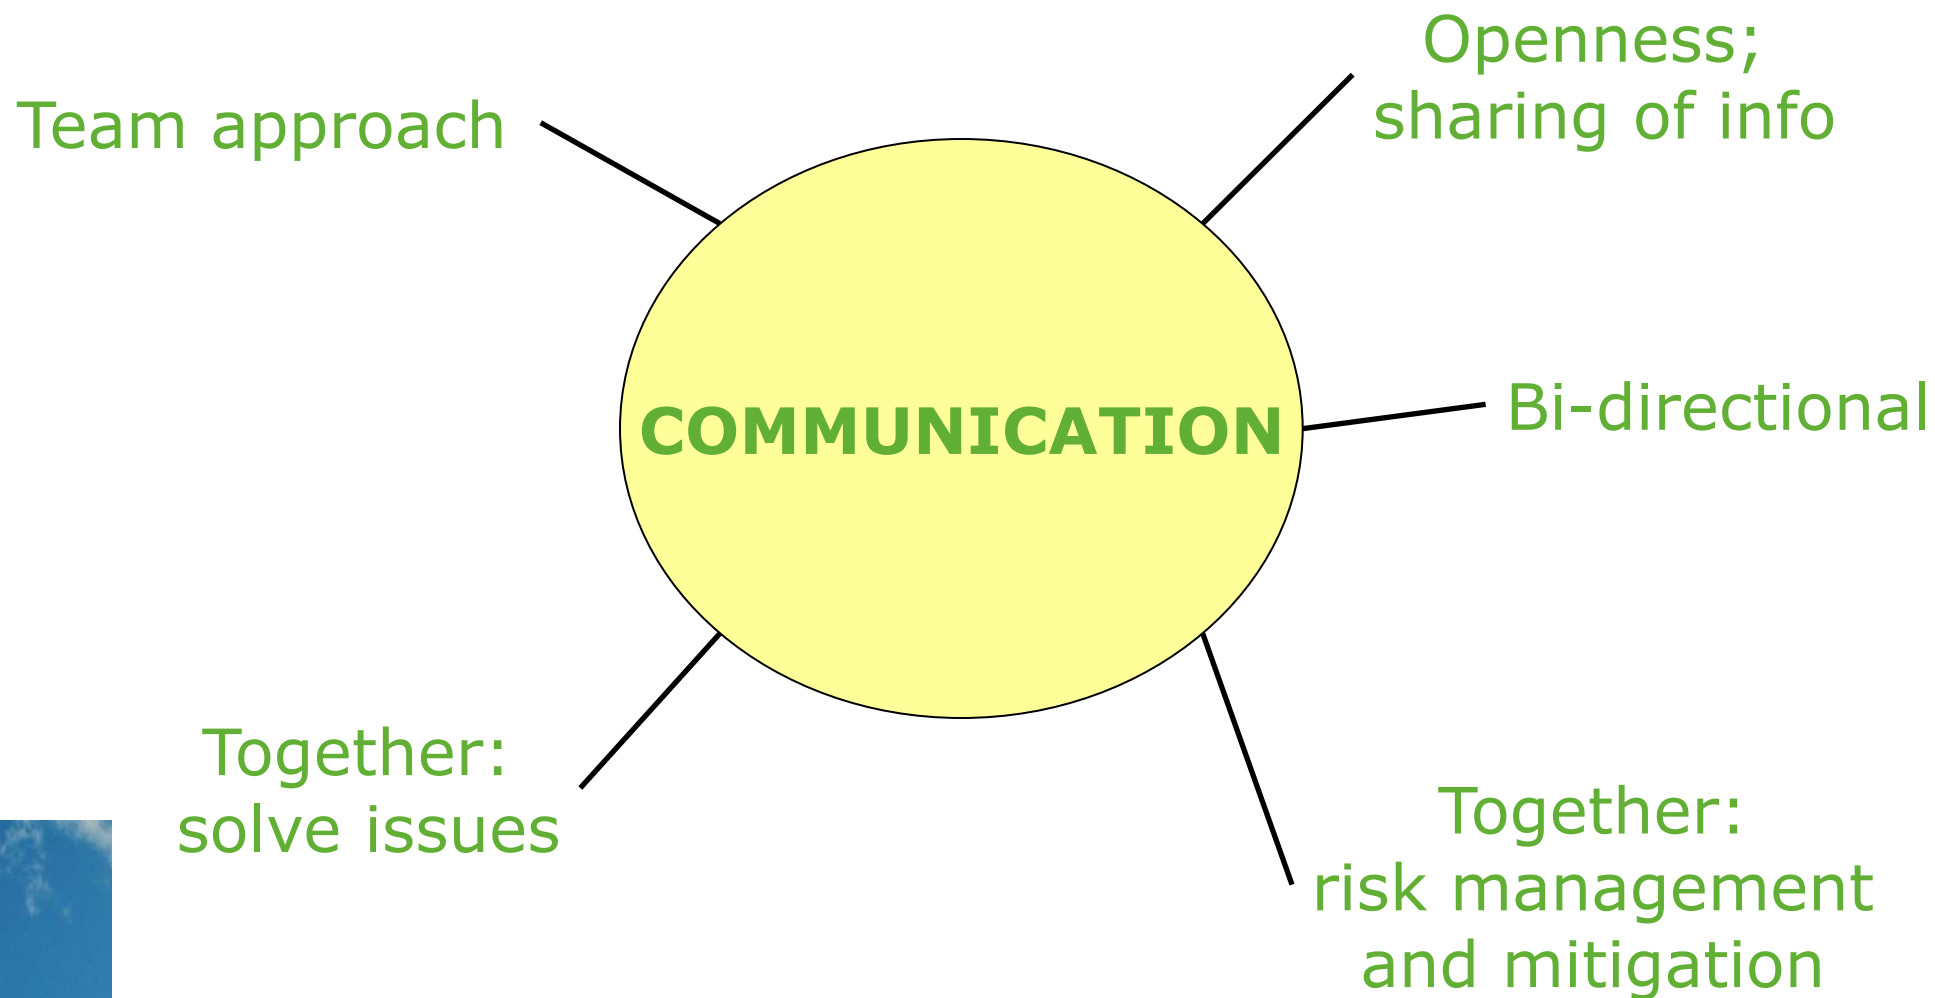 Openness;
sharing of info
Team approach
Bi-directional
COMMUNICATION
Together:
solve issues
Together:
risk management
and mitigation